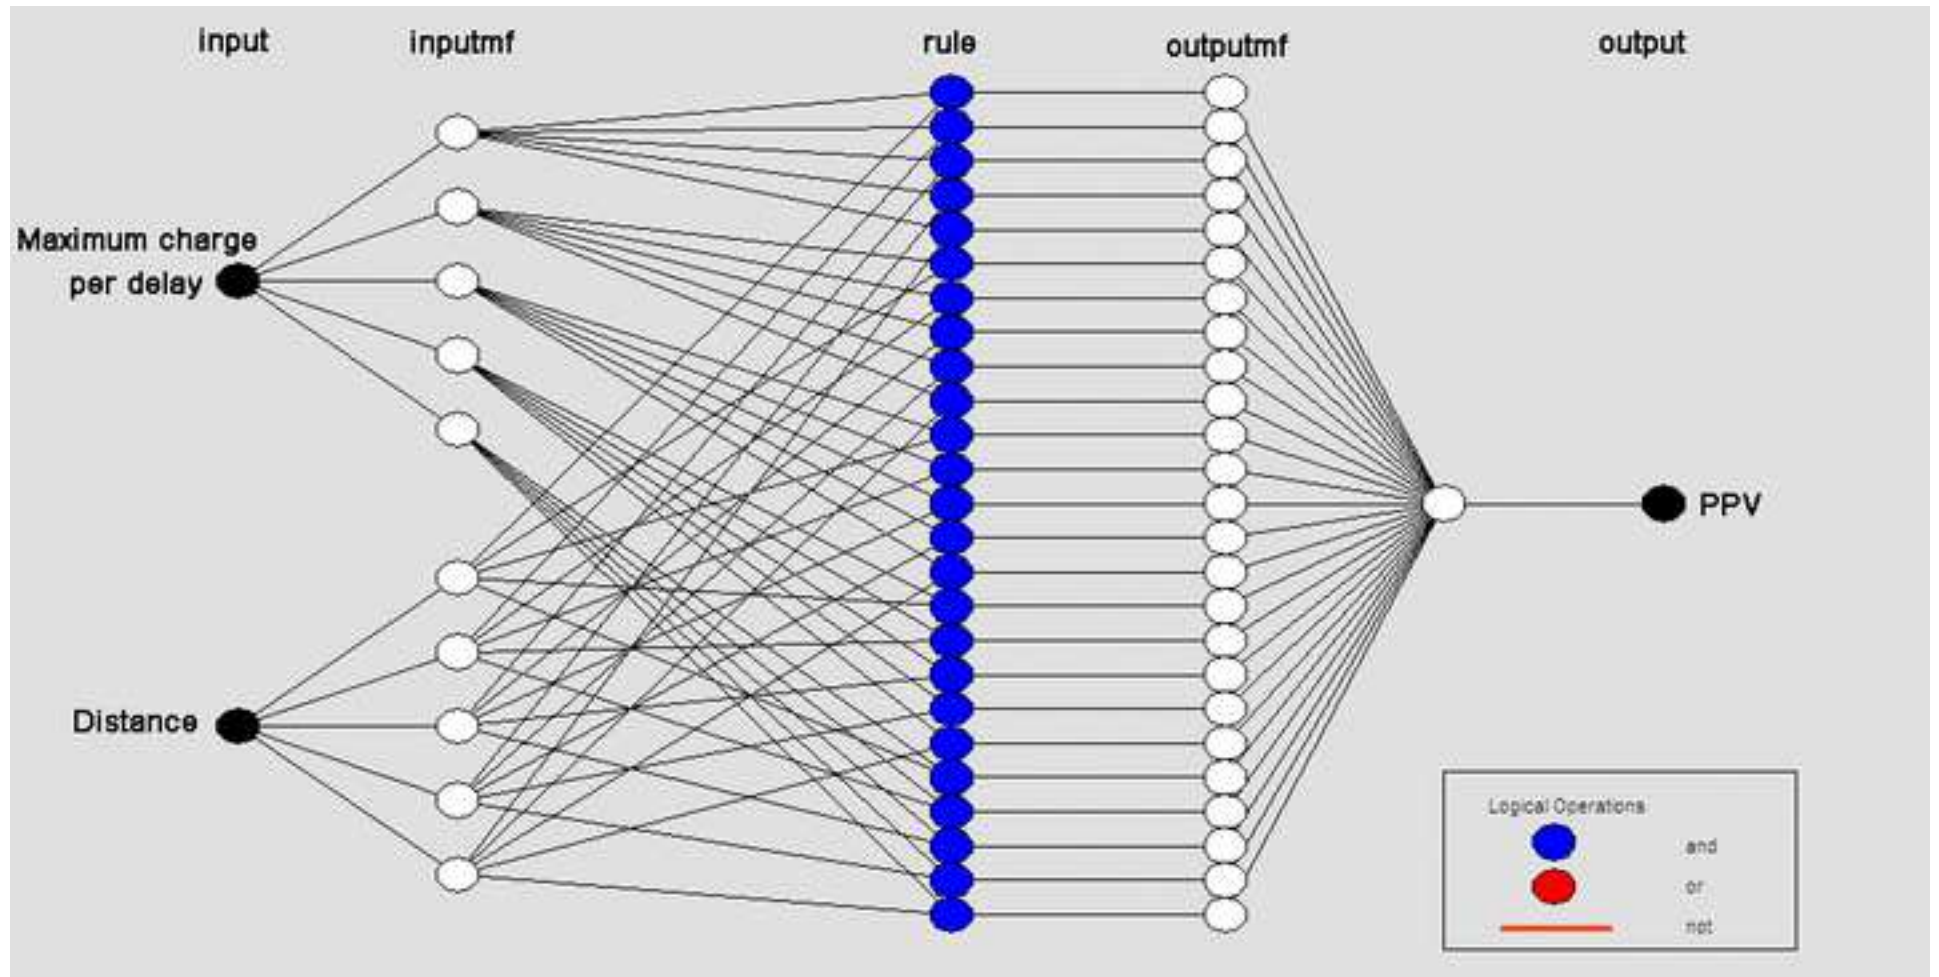 input
inputmf
rule
outputmf
output
Maximum charge
per delay
Distance
PPV
Logical Operations
and
or
not